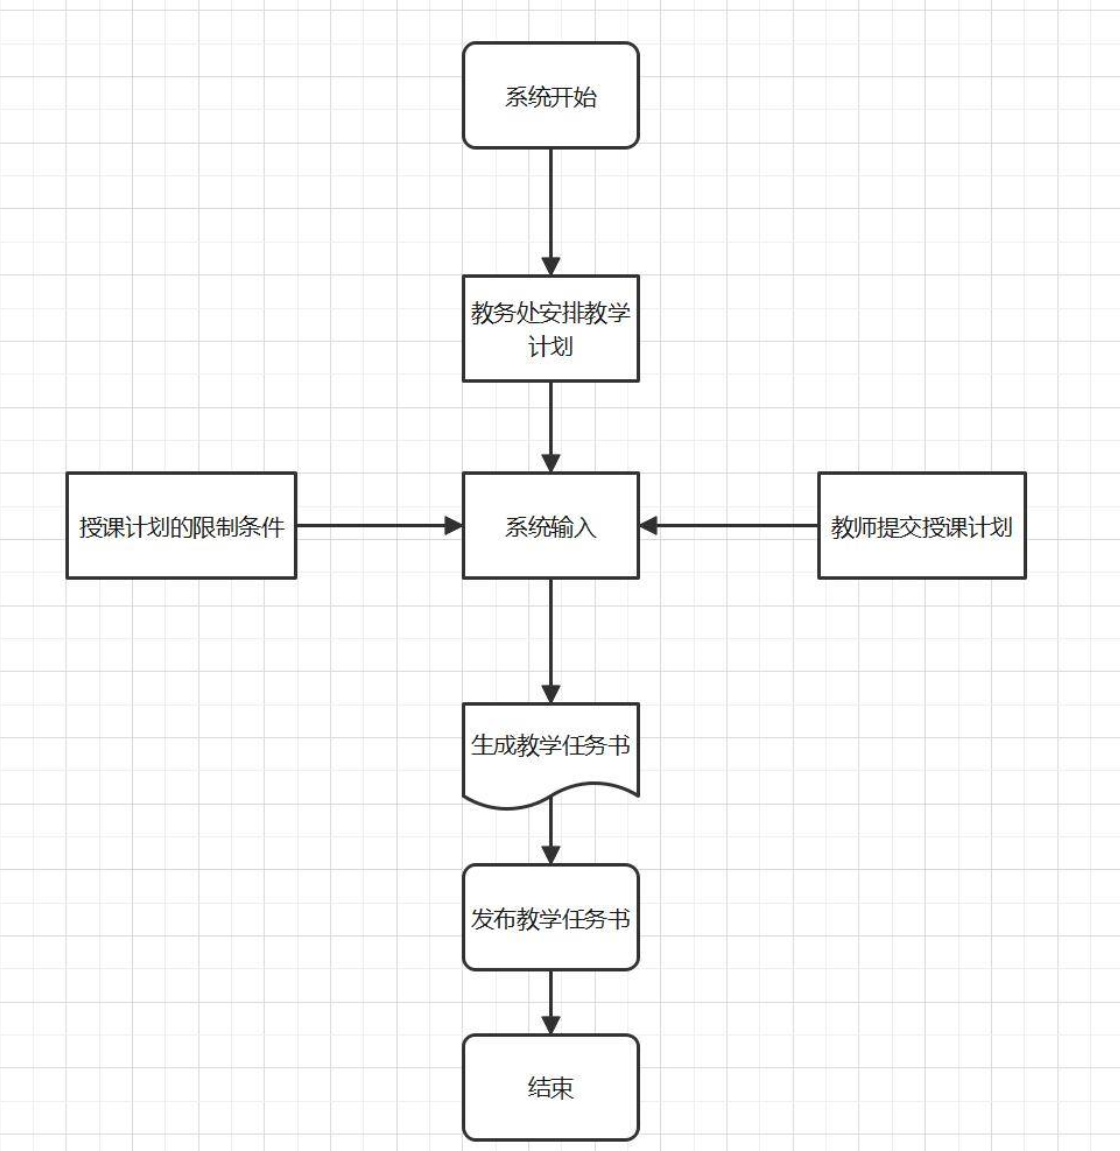 系统开始
教务处安排教学
计划
授课计划的限制条件
系统输入
教师提交授课计划
生成教学任务书
发布教学任务书
结束